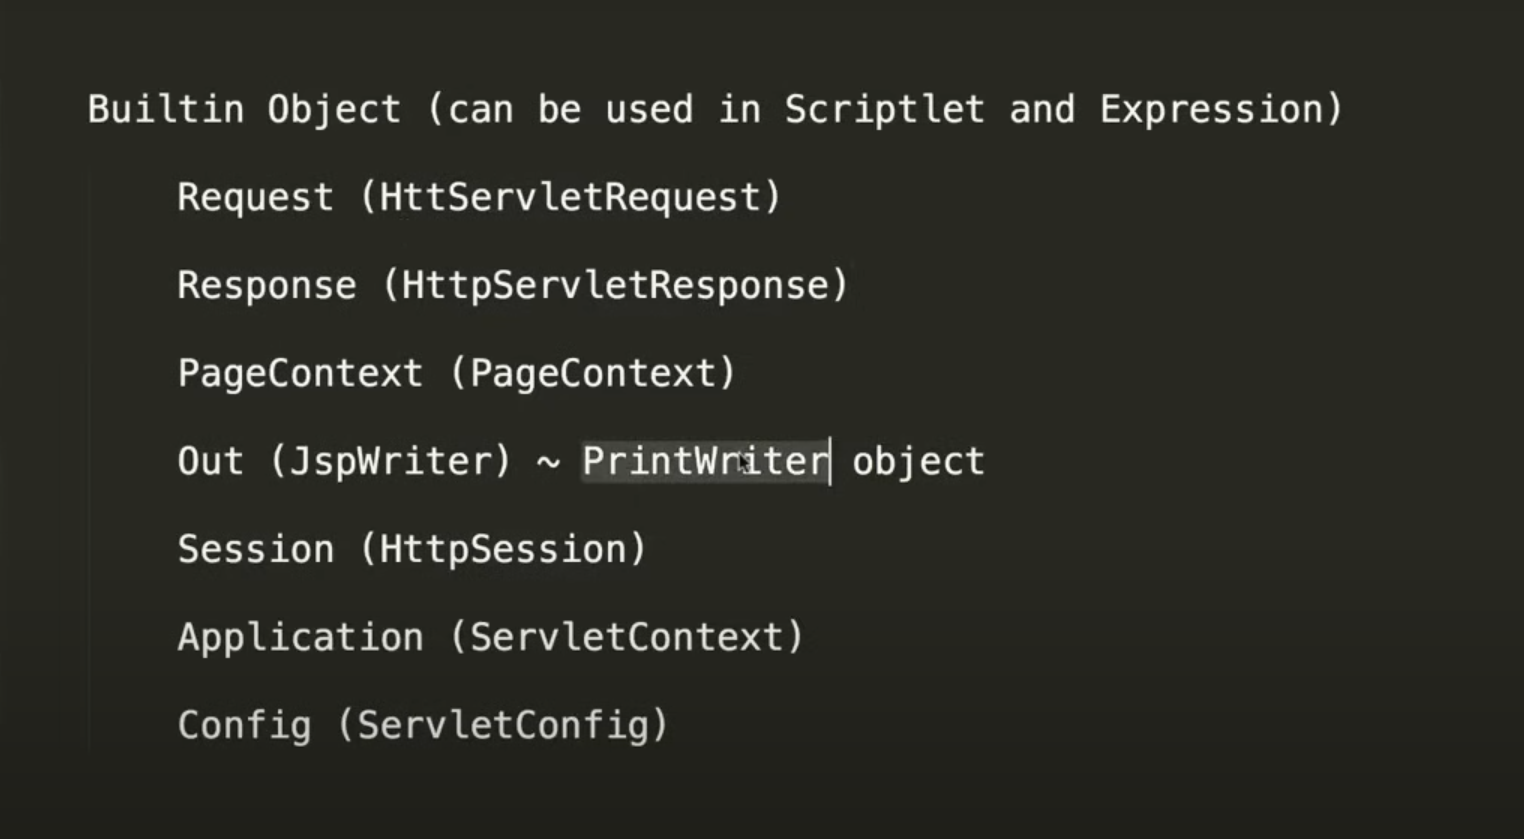 Builtin Object (can be used in Scriptlet and Expression)
Request (HttServletRequest)
Response (HttpServletResponse)
PageContext (PageContext)
Out (JspWriter) ~ PrintWriter object
Session (HttpSession)
Application (ServletContext)
Config (ServletConfig)